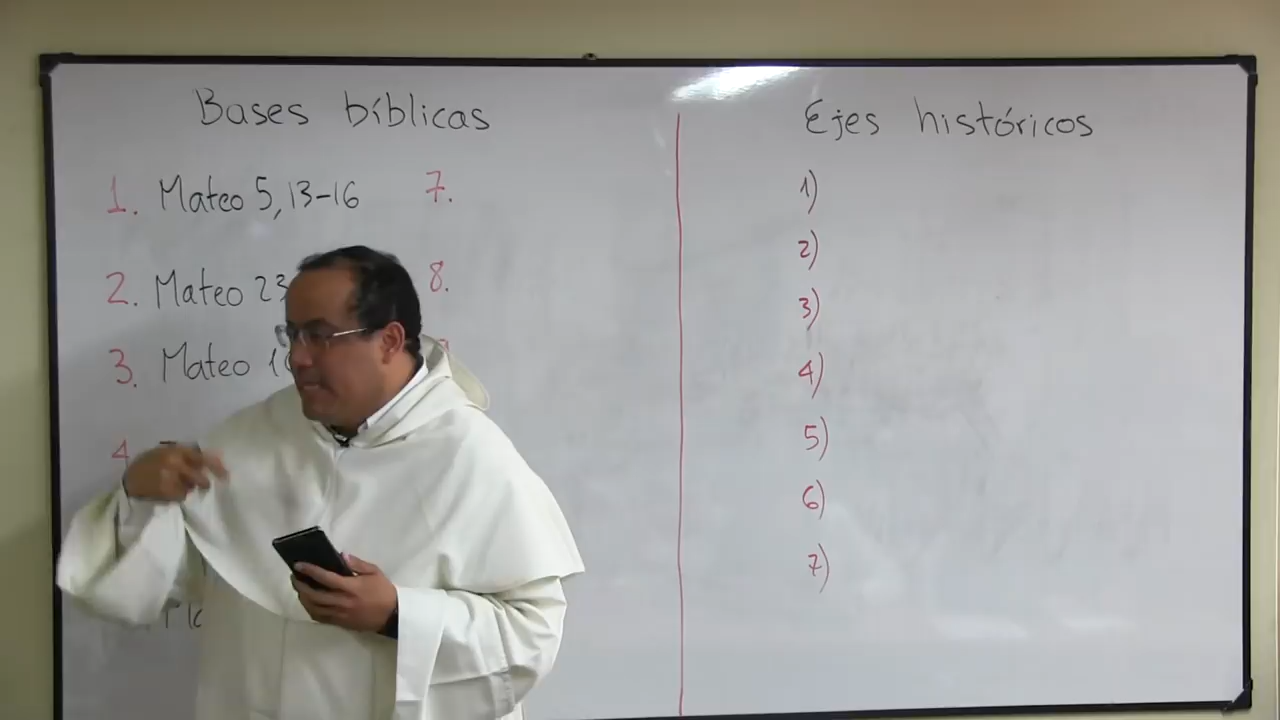 Bases bíblicas
1. Mateo 5,13-16
2. Mateo 23
3. Mateo
4
7.
8.
Ejes históricos
1)
2)
3)
4)
5)
6)
7)